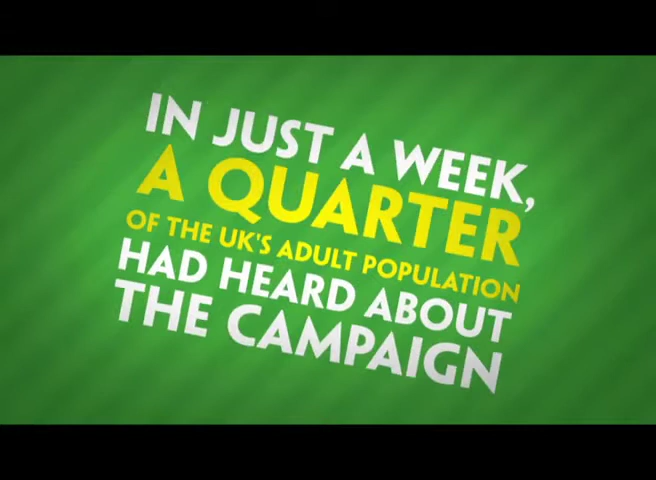 IN JUST A WEEK,
A QUARTER
OF THE UK'S ADULT POPULATION
HAD HEARD ABOUT
THE CAMPAIGN